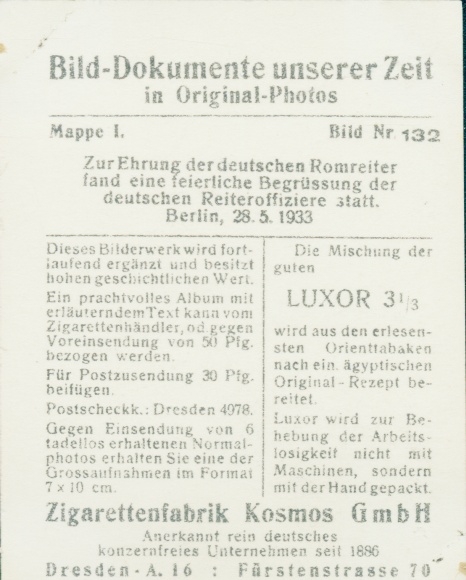 Bild-Dokumente unserer Zeit
in Original-Photos
Mappe I. Bild Nr. 132
Zur Ehrung der deutschen Romreiter
fand eine feierliche Begrüssung der
deutschen Reiteroffiziere statt.
Berlin, 28. 5. 1933
Dieses Bilderwerk wird fort-
laufend ergänzt und besitzt
hohen geschichtlichen Wert.
Ein prachtvolles Album mit
erläuterndem Text kann vom
Zigarettenhändler, od. gegen
Voreinsendung von 50 Pfg.
bezogen werden.
Für Postzusendung 30 Pfg.
beifügen.
Postscheckk.: Dresden 4978.
Gegen Einsendung von 6
tadellos erhaltenen Normal-
photos erhalten Sie eine der
Grossaufnahmen im Format
7 x 10 cm.
Die Mischung der
guten
LUXOR 3 1/3
wird aus den erlesen-
sten Orienttabaken
nach ein. ägyptischen
Original-Rezept be-
reitet.
Luxor wird zur Be-
hebung der Arbeits-
losigkeit nicht mit
Maschinen, sondern
mit der Hand gepackt.
Zigarettenfabrik Kosmos GmbH
Anerkannt rein deutsches
konzernfreies Unternehmen seit 1886
Dresden-A. 16 : Fürstenstrasse 70